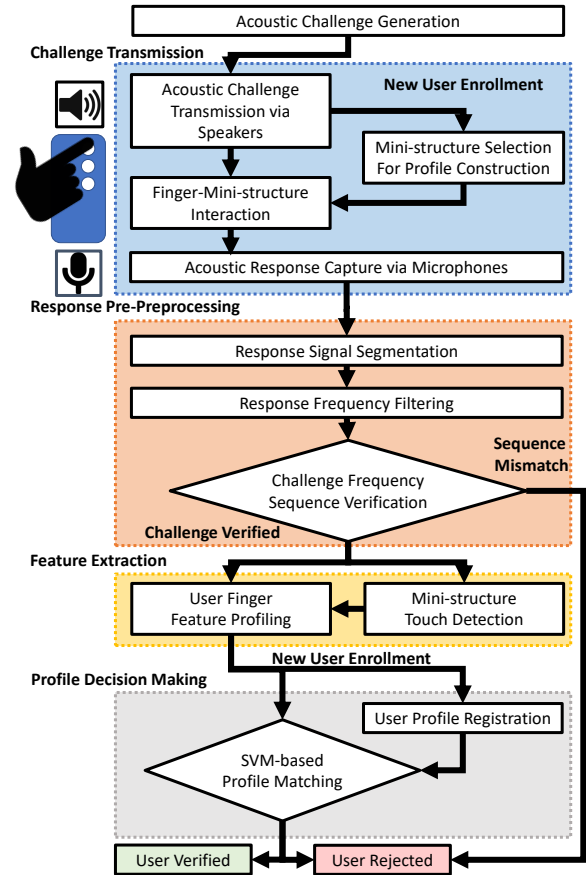 Acoustic Challenge Generation
Challenge Transmission
Acoustic Challenge
Transmission via
Speakers
New User Enrollment
Mini-structure Selection
For Profile Construction
Finger-Mini-structure
Interaction
Acoustic Response Capture via Microphones
Response Pre-Preprocessing
Response Signal Segmentation
Response Frequency Filtering
Sequence
Mismatch
Challenge Frequency
Sequence Verification
Challenge Verified
Feature Extraction
User Finger
Feature Profiling
Mini-structure
Touch Detection
New User Enrollment
Profile Decision Making
User Profile Registration
SVM-based
Profile Matching
User Verified
User Rejected